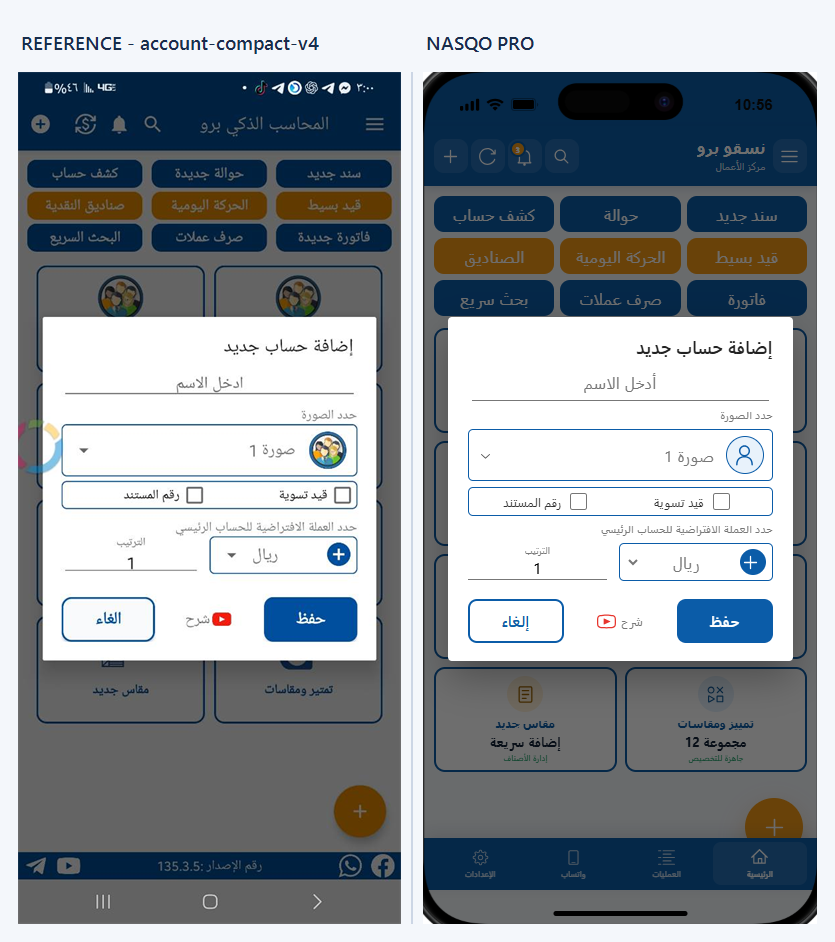 REFERENCE - account-compact-v4
٣:٠٠
%٤٦ 4G
المحاسب الذكي برو
سند جديد
حوالة جديدة
كشف حساب
قيد بسيط
الحركة اليومية
صناديق النقدية
فاتورة جديدة
صرف عملات
البحث السريع
إضافة حساب جديد
ادخل الاسم
حدد الصورة
صورة 1
قيد تسوية
رقم المستند
حدد العملة الافتراضية للحساب الرئيسي
ريال
الترتيب
1
حفظ
شرح
الغاء
تمتير ومقاسات
مقاس جديد
رقم الإصدار :135.3.5
NASQO PRO
10:56
نسقو برو
مركز الأعمال
3
سند جديد
حوالة
كشف حساب
قيد بسيط
الحركة اليومية
الصناديق
فاتورة
صرف عملات
بحث سريع
إضافة حساب جديد
أدخل الاسم
حدد الصورة
صورة 1
قيد تسوية
رقم المستند
حدد العملة الافتراضية للحساب الرئيسي
ريال
الترتيب
1
حفظ
شرح
إلغاء
تمييز ومقاسات
12 مجموعة
جاهزة للتخصيص
مقاس جديد
إضافة سريعة
إدارة الأصناف
الرئيسية
العمليات
واتساب
الإعدادات